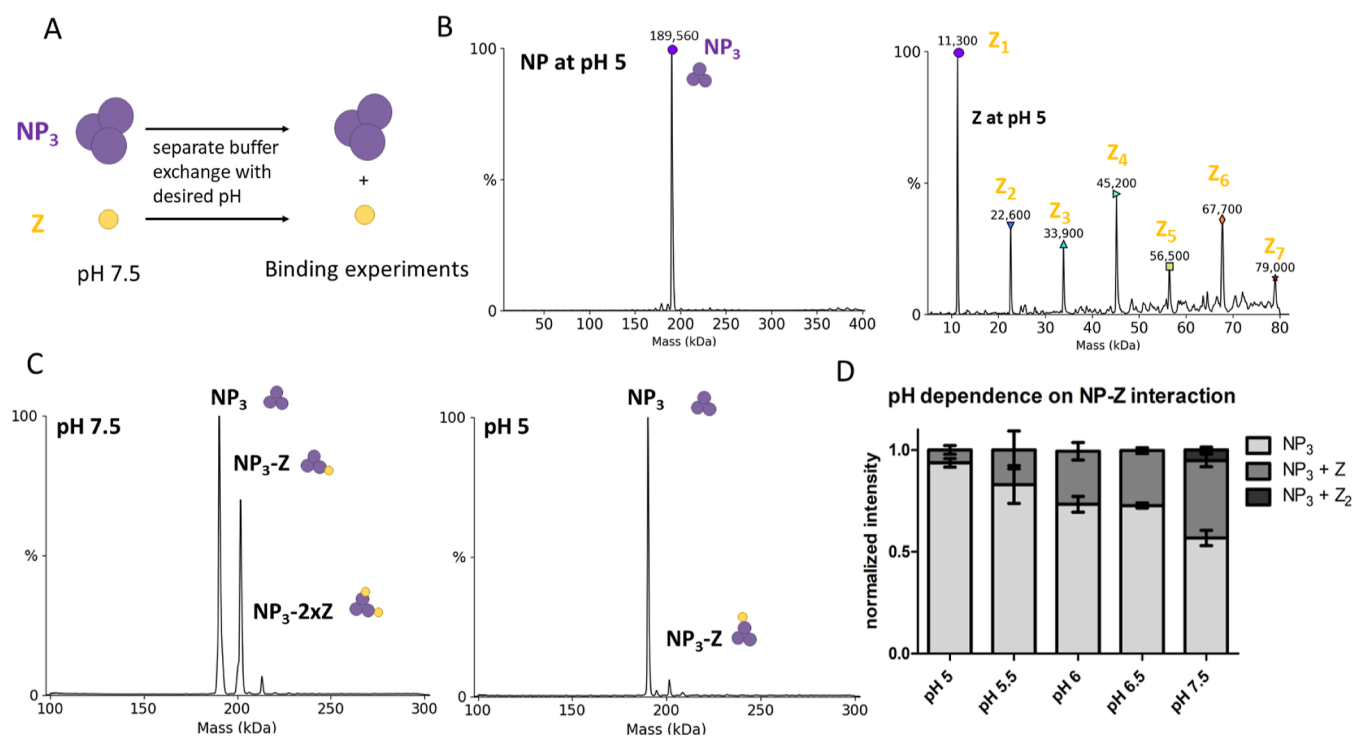 A
NP3
Z
separate buffer
exchange with
desired pH
+
pH 7.5
Binding experiments
B
NP at pH 5
189,560
NP3
100
%
0
50 100 150 200 250 300 350 400
Mass (kDa)
Z at pH 5
11,300
Z1
Z2
22,600
Z3
33,900
Z4
45,200
Z5
56,500
Z6
67,700
Z7
79,000
100
%
0
10 20 30 40 50 60 70 80
Mass (kDa)
C
pH 7.5
NP3
NP3-Z
NP3-2xZ
100
%
0
100 150 200 250 300
Mass (kDa)
pH 5
NP3
NP3-Z
100
%
0
100 150 200 250 300
Mass (kDa)
D
pH dependence on NP-Z interaction
normalized intensity
1.0
0.5
0.0
pH 5
pH 5.5
pH 6
pH 6.5
pH 7.5
NP3
NP3 + Z
NP3 + Z2